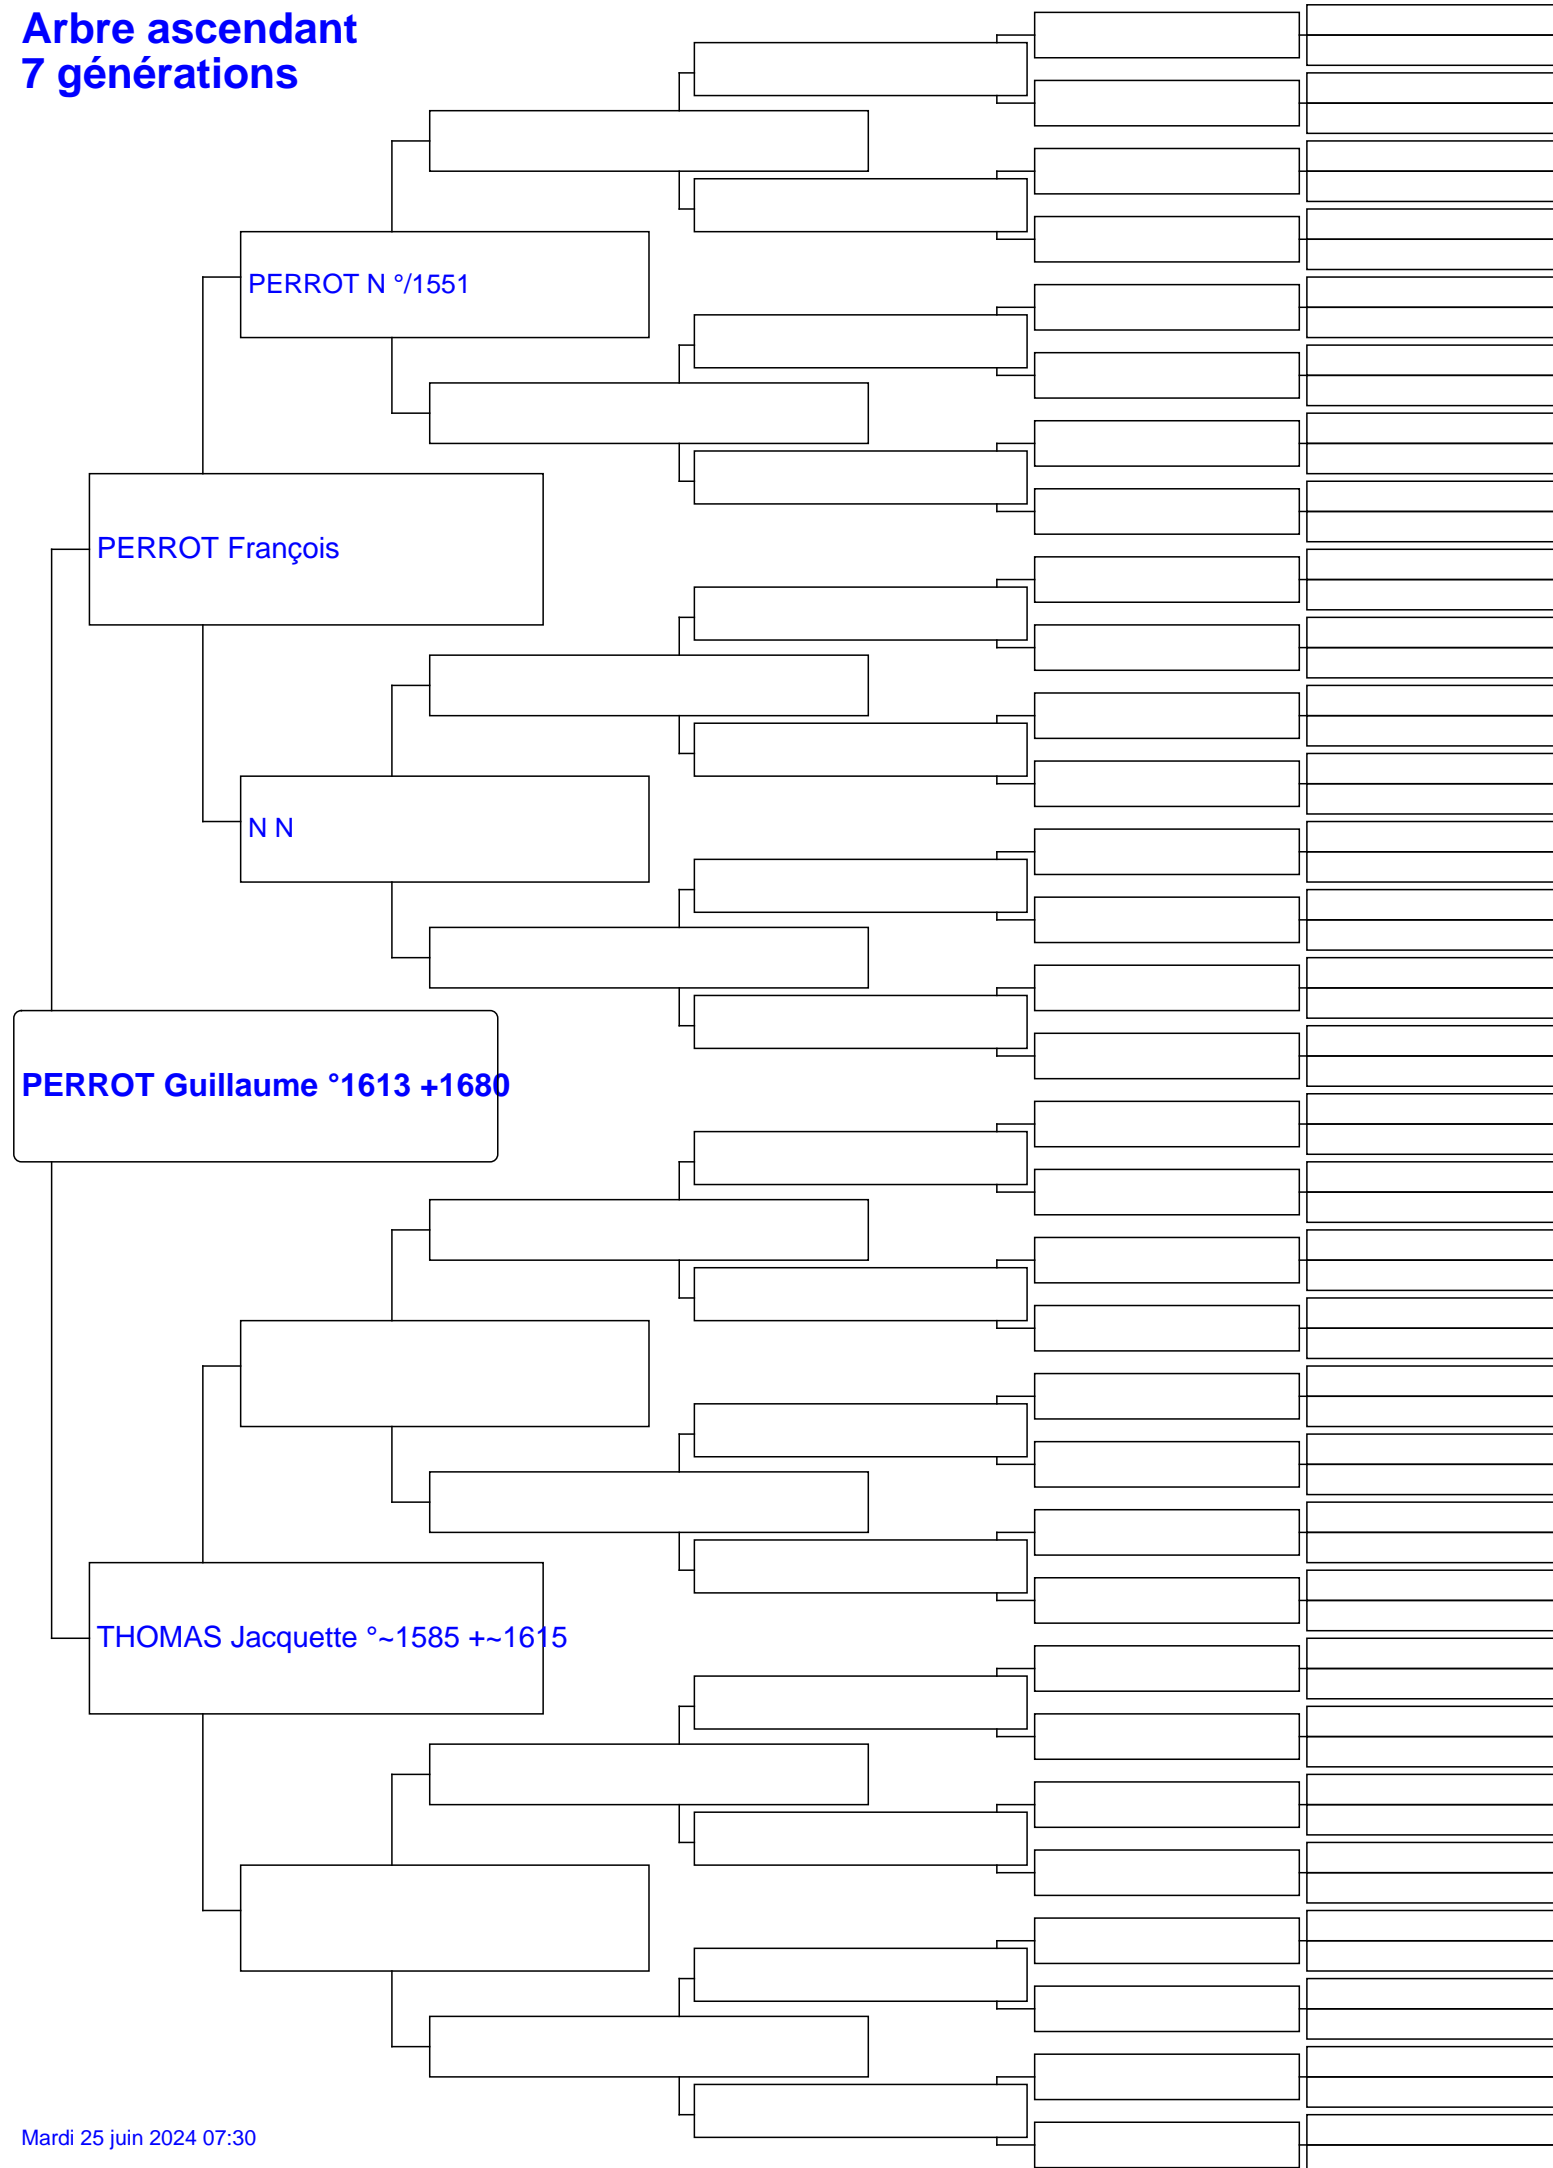 Arbre ascendant
7 générations
PERROT N °/1551
PERROT François
N N
PERROT Guillaume °1613 +1680
THOMAS Jacquette °~1585 +~1615
Mardi 25 juin 2024 07:30